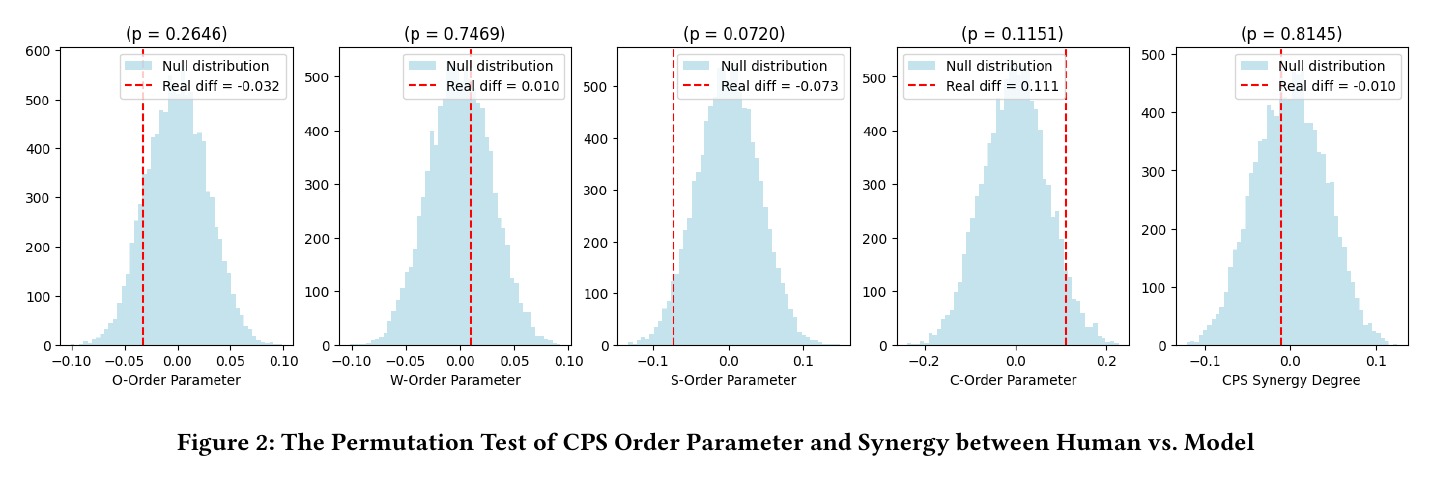 (p = 0.2646)
600
500
400
300
200
100
0
Null distribution
Real diff = -0.032
−0.10 −0.05 0.00 0.05 0.10
O-Order Parameter
(p = 0.7469)
500
400
300
200
100
0
Null distribution
Real diff = 0.010
−0.10 −0.05 0.00 0.05 0.10
W-Order Parameter
(p = 0.0720)
500
400
300
200
100
0
Null distribution
Real diff = -0.073
−0.1 0.0 0.1
S-Order Parameter
(p = 0.1151)
500
400
300
200
100
0
Null distribution
Real diff = 0.111
−0.2 0.0 0.2
C-Order Parameter
(p = 0.8145)
500
400
300
200
100
0
Null distribution
Real diff = -0.010
−0.1 0.0 0.1
CPS Synergy Degree
Figure 2: The Permutation Test of CPS Order Parameter and Synergy between Human vs. Model